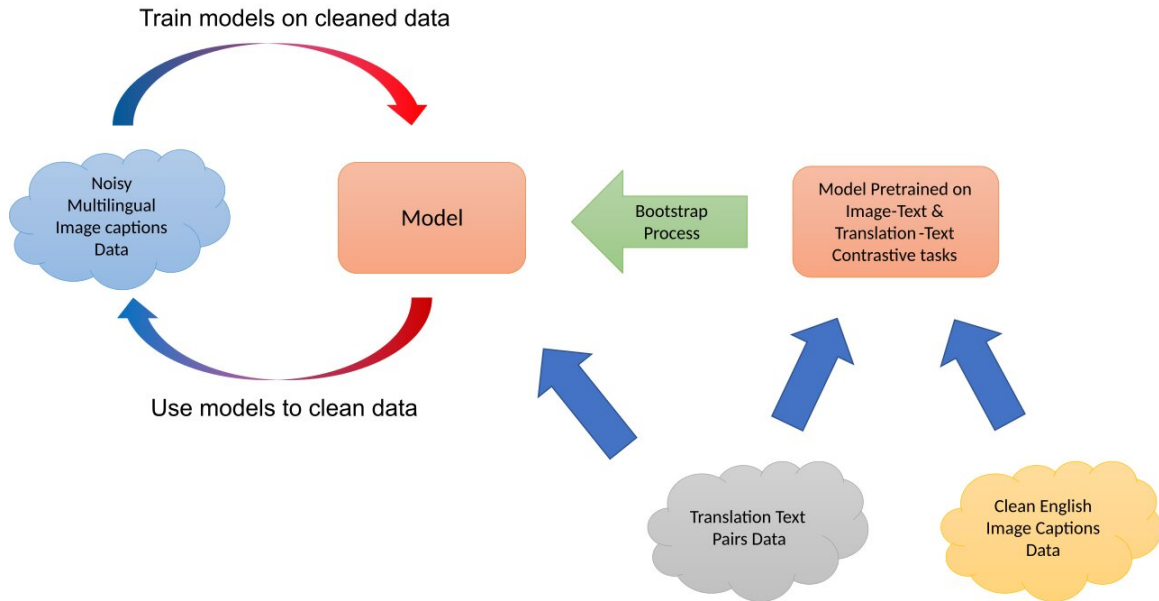 Train models on cleaned data
Noisy
Multilingual
Image captions
Data
Model
Bootstrap
Process
Model Pretrained on
Image-Text &
Translation-Text
Contrastive tasks
Use models to clean data
Translation Text
Pairs Data
Clean English
Image Captions
Data